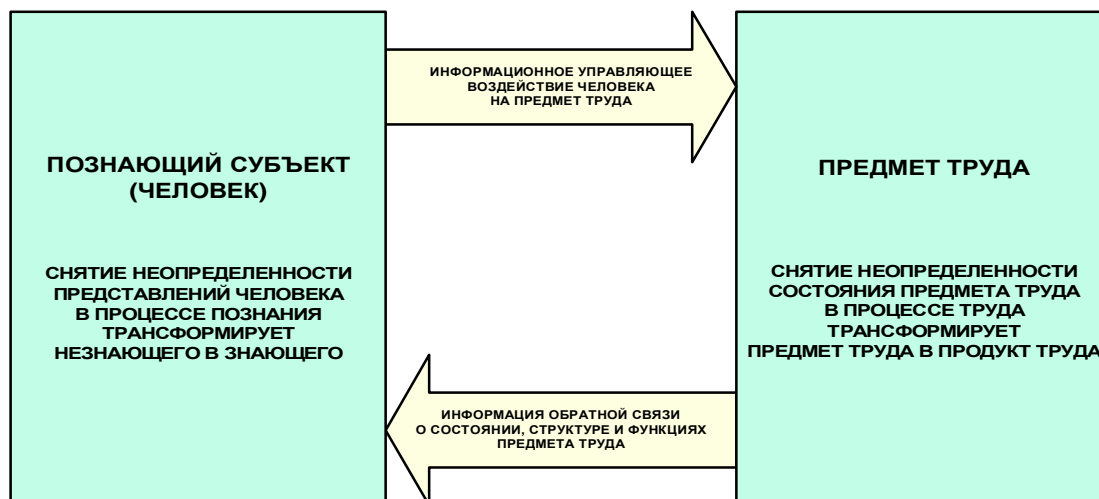 ИНФОРМАЦИОННОЕ УПРАВЛЯЮЩЕЕ
ВОЗДЕЙСТВИЕ ЧЕЛОВЕКА
НА ПРЕДМЕТ ТРУДА
ПОЗНАЮЩИЙ СУБЪЕКТ
(ЧЕЛОВЕК)
СНЯТИЕ НЕОПРЕДЕЛЕННОСТИ
ПРЕДСТАВЛЕНИЙ ЧЕЛОВЕКА
В ПРОЦЕССЕ ПОЗНАНИЯ
ТРАНСФОРМИРУЕТ
НЕЗНАЮЩЕГО В ЗНАЮЩЕГО
ПРЕДМЕТ ТРУДА
СНЯТИЕ НЕОПРЕДЕЛЕННОСТИ
СОСТОЯНИЯ ПРЕДМЕТА ТРУДА
В ПРОЦЕССЕ ТРУДА
ТРАНСФОРМИРУЕТ
ПРЕДМЕТ ТРУДА В ПРОДУКТ ТРУДА
ИНФОРМАЦИЯ ОБРАТНОЙ СВЯЗИ
О СОСТОЯНИИ, СТРУКТУРЕ И ФУНКЦИЯХ
ПРЕДМЕТА ТРУДА